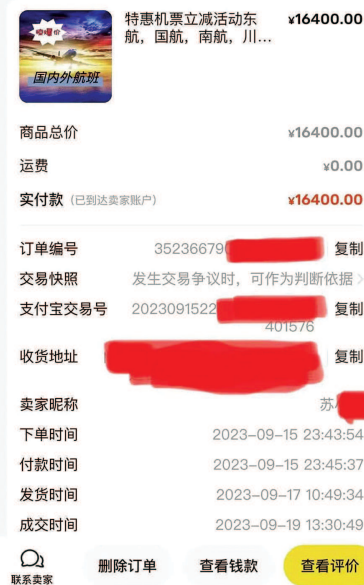 特惠机票立减活动东 ¥16400.00
航，国航，南航，川...
国内外航班
商品总价 ¥16400.00
运费 ¥0.00
实付款 (已到达卖家账户) ¥16400.00
订单编号 35236679 复制
交易快照 发生交易争议时，可作为判断依据 >
支付宝交易号 2023091522 复制
401576
收货地址 复制
卖家昵称 苏
下单时间 2023-09-15 23:43:54
付款时间 2023-09-15 23:45:37
发货时间 2023-09-17 10:49:34
成交时间 2023-09-19 13:30:49
联系卖家 删除订单 查看钱款 查看评价